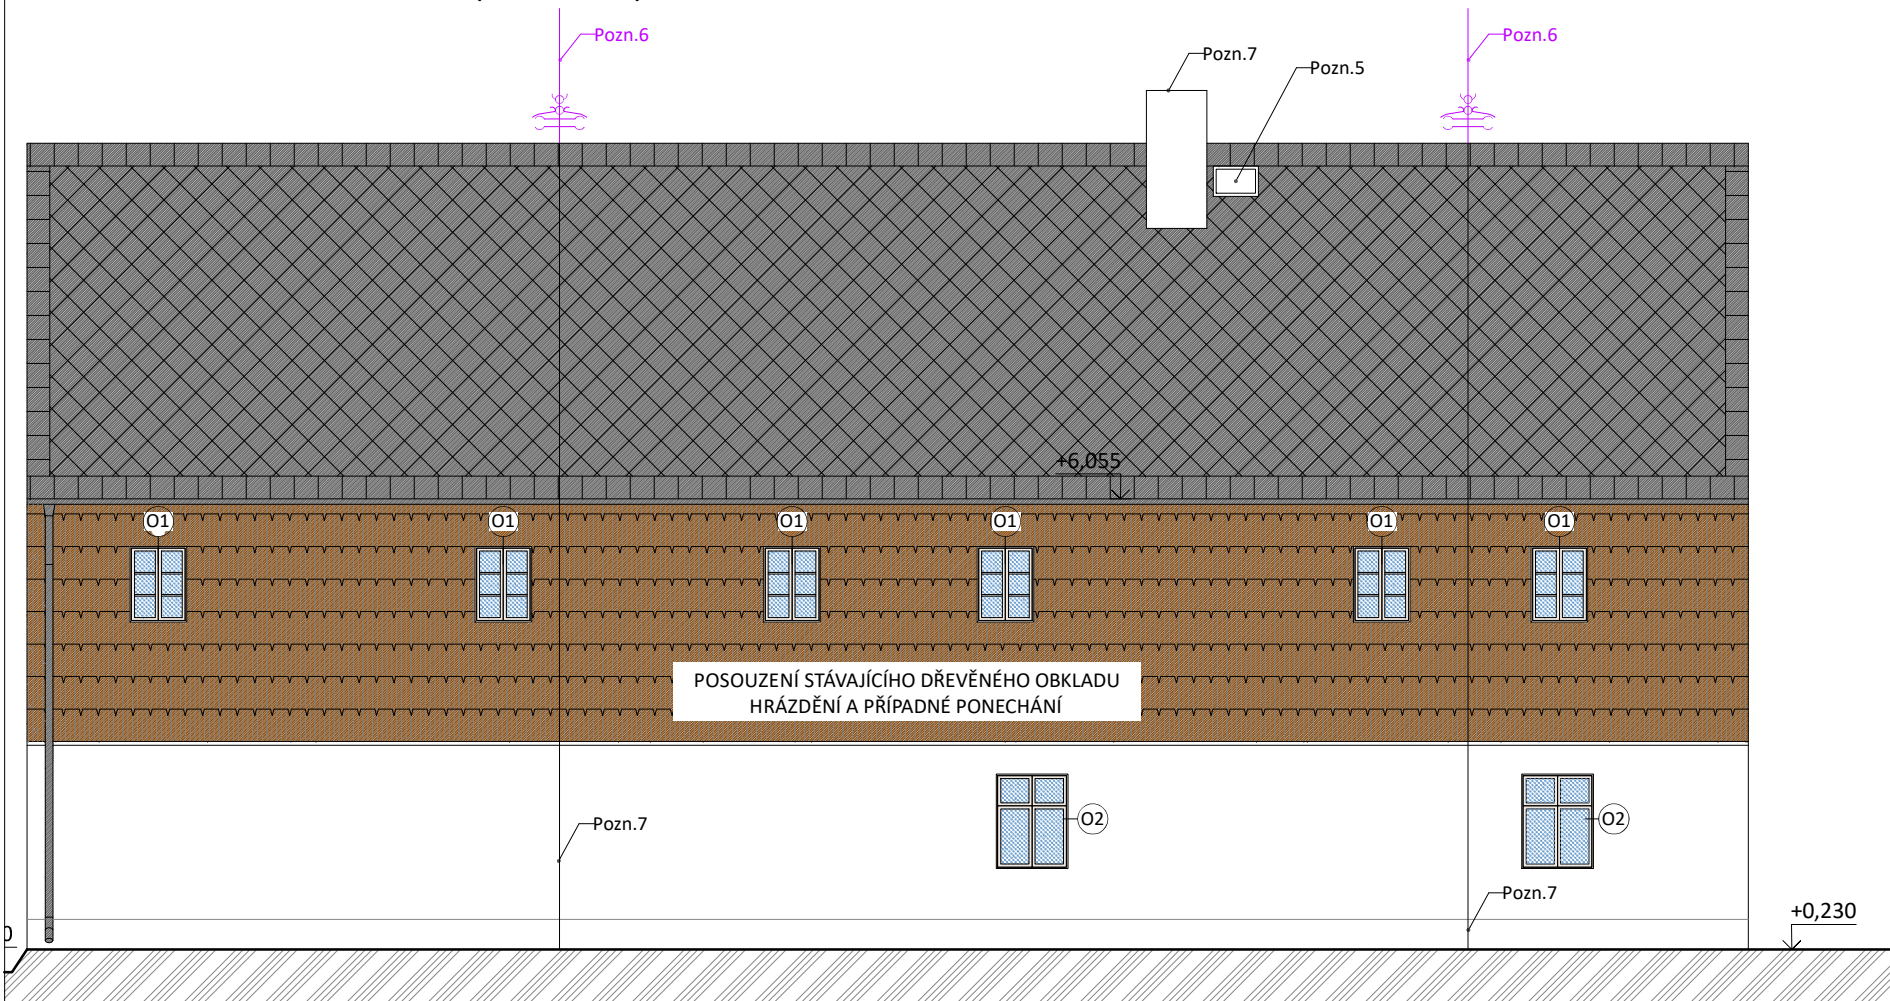 Pozn.6
Pozn.6
Pozn.7
Pozn.5
+6,055
O1
O1
O1
O1
O1
O1
POSOUZENÍ STÁVAJÍCÍHO DŘEVĚNÉHO OBKLADU
HRÁZDĚNÍ A PŘÍPADNÉ PONECHÁNÍ
O2
O2
Pozn.7
Pozn.7
+0,230
0